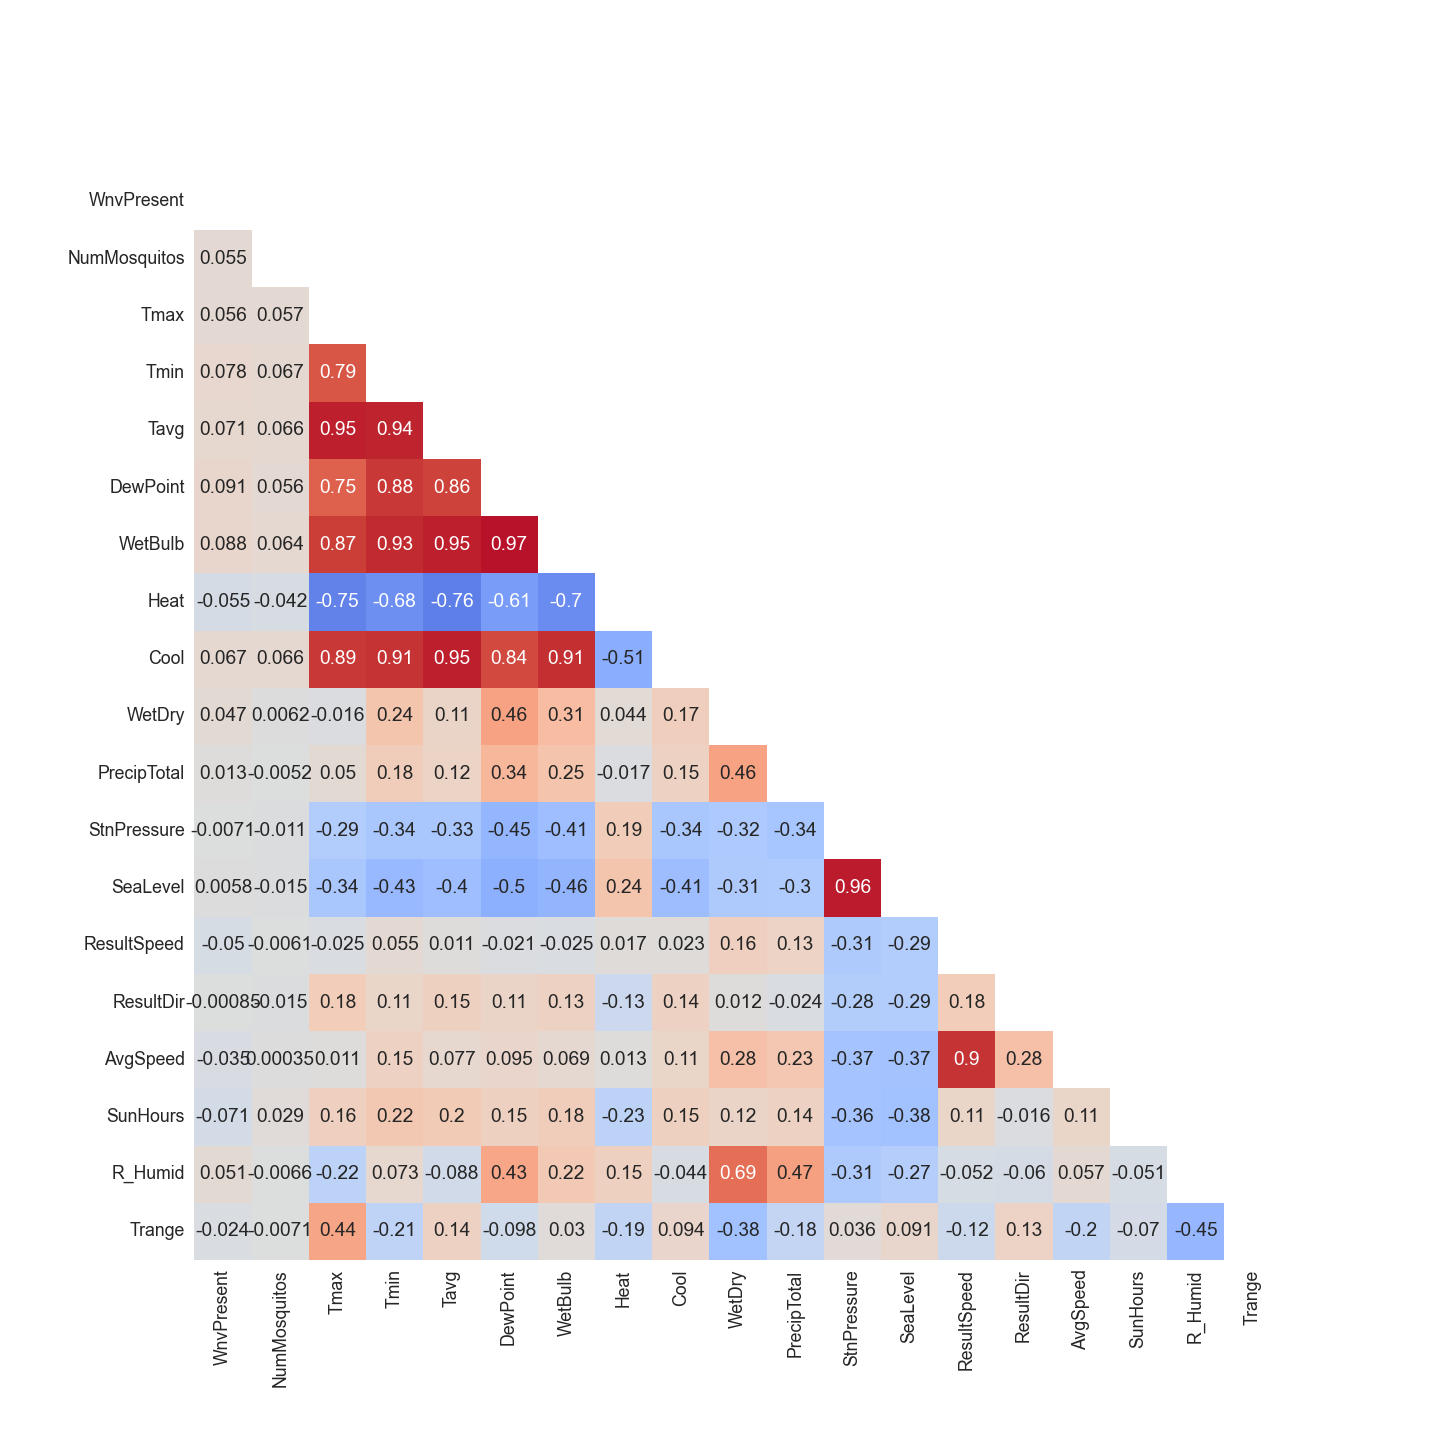 WnvPresent
NumMosquitos 0.055
Tmax 0.056 0.057
Tmin 0.078 0.067 0.79
Tavg 0.071 0.066 0.95 0.94
DewPoint 0.091 0.056 0.75 0.88 0.86
WetBulb 0.088 0.064 0.87 0.93 0.95 0.97
Heat -0.055 -0.042 -0.75 -0.68 -0.76 -0.61 -0.7
Cool 0.067 0.066 0.89 0.91 0.95 0.84 0.91 -0.51
WetDry 0.047 0.0062 -0.016 0.24 0.11 0.46 0.31 0.044 0.17
PrecipTotal 0.013 -0.0052 0.05 0.18 0.12 0.34 0.25 -0.017 0.15 0.46
StnPressure -0.0071 -0.011 -0.29 -0.34 -0.33 -0.45 -0.41 0.19 -0.34 -0.32 -0.34
SeaLevel 0.0058 -0.015 -0.34 -0.43 -0.4 -0.5 -0.46 0.24 -0.41 -0.31 -0.3 0.96
ResultSpeed -0.05 -0.0061 -0.025 0.055 0.011 -0.021 -0.025 0.017 0.023 0.16 0.13 -0.31 -0.29
ResultDir -0.00085 -0.015 0.18 0.11 0.15 0.11 0.13 -0.13 0.14 0.012 -0.024 -0.28 -0.29 0.18
AvgSpeed -0.035 0.00035 0.011 0.15 0.077 0.095 0.069 0.013 0.11 0.28 0.23 -0.37 -0.37 0.9 0.28
SunHours -0.071 0.029 0.16 0.22 0.2 0.15 0.18 -0.23 0.15 0.12 0.14 -0.36 -0.38 0.11 -0.016 0.11
R_Humid 0.051 -0.0066 -0.22 0.073 -0.088 0.43 0.22 0.15 -0.044 0.69 0.47 -0.31 -0.27 -0.052 -0.06 0.057 -0.051
Trange -0.024 -0.0071 0.44 -0.21 0.14 -0.098 0.03 -0.19 0.094 -0.38 -0.18 0.036 0.091 -0.12 0.13 -0.2 -0.07 -0.45
WnvPresent
NumMosquitos
Tmax
Tmin
Tavg
DewPoint
WetBulb
Heat
Cool
WetDry
PrecipTotal
StnPressure
SeaLevel
ResultSpeed
ResultDir
AvgSpeed
SunHours
R_Humid
Trange